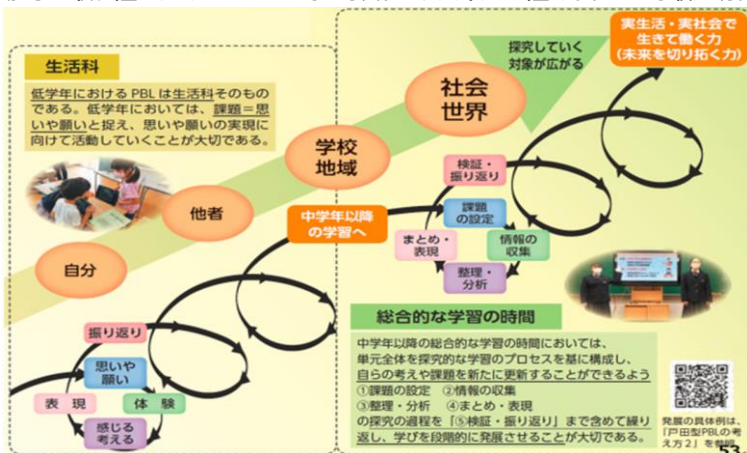 実生活・実社会で
生きて働く力
(未来を切り拓く力)
探究していく
対象が広がる
生活科
低学年における PBL は生活科そのもの
である。低学年においては、課題＝思
いや願いと捉え、思いや願いの実現に
向けて活動していくことが大切である。
社会
世界
学校
地域
他者
自分
中学年以降
の学習へ
検証・
振り返り
課題
の設定
まとめ・
表現
情報の
収集
整理・
分析
振り返り
思いや
願い
表 現
体 験
感じる
考える
総合的な学習の時間
中学年以降の総合的な学習の時間においては、
単元全体を探究的な学習のプロセスを基に構成し、
自らの考えや課題を新たに更新することができるよう
①課題の設定 ②情報の収集
③整理・分析 ④まとめ・表現
の探究の過程を「⑤検証・振り返り」まで含めて繰り
返し、学びを段階的に発展させることが大切である。
発展の具体例は、
「戸田型PBLの考
え方２」を参照
53